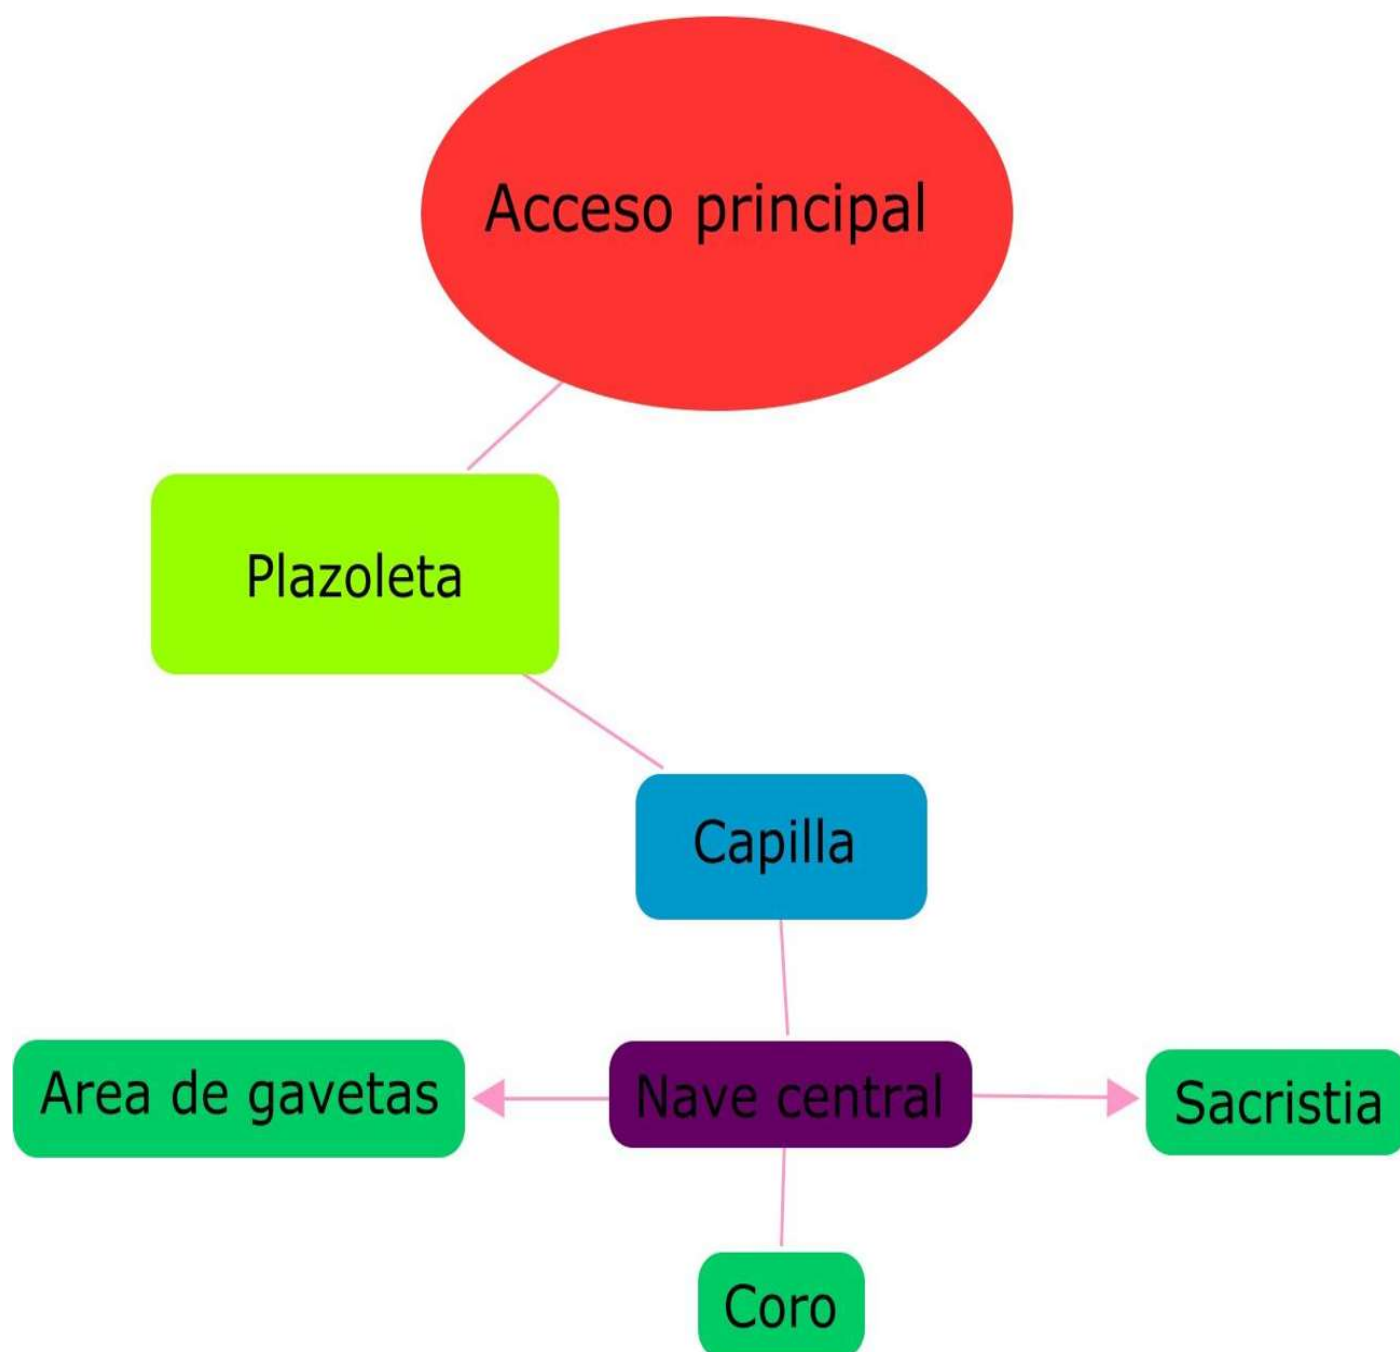 Acceso principal
Plazoleta
Capilla
Area de gavetas
Nave central
Sacristia
Coro